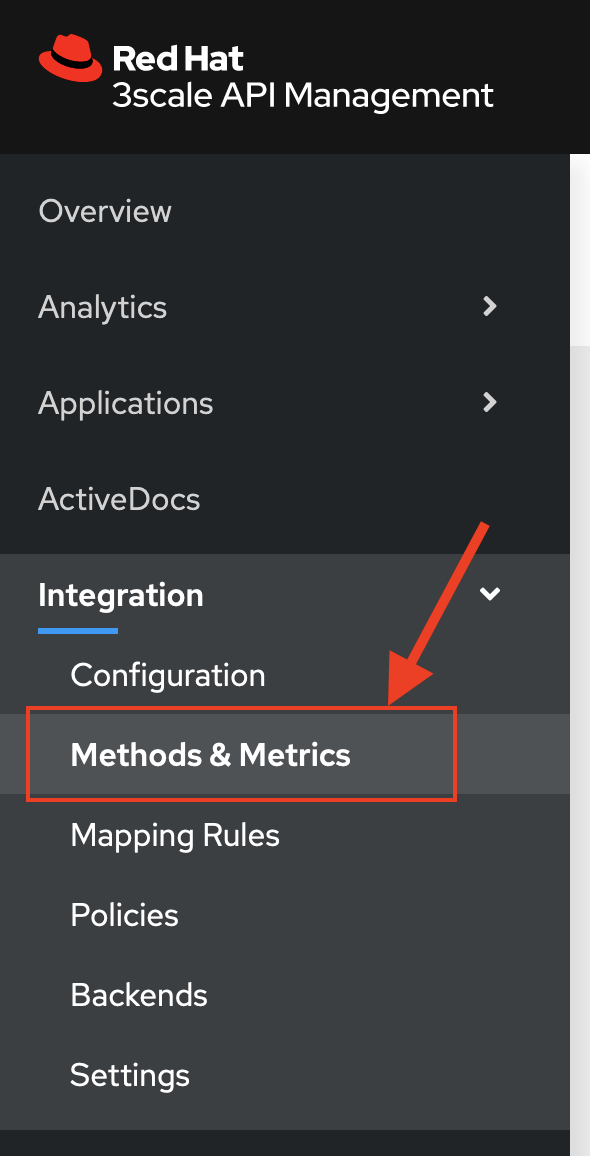 Red Hat
3scale API Management
Overview
Analytics
Applications
ActiveDocs
Integration
Configuration
Methods & Metrics
Mapping Rules
Policies
Backends
Settings